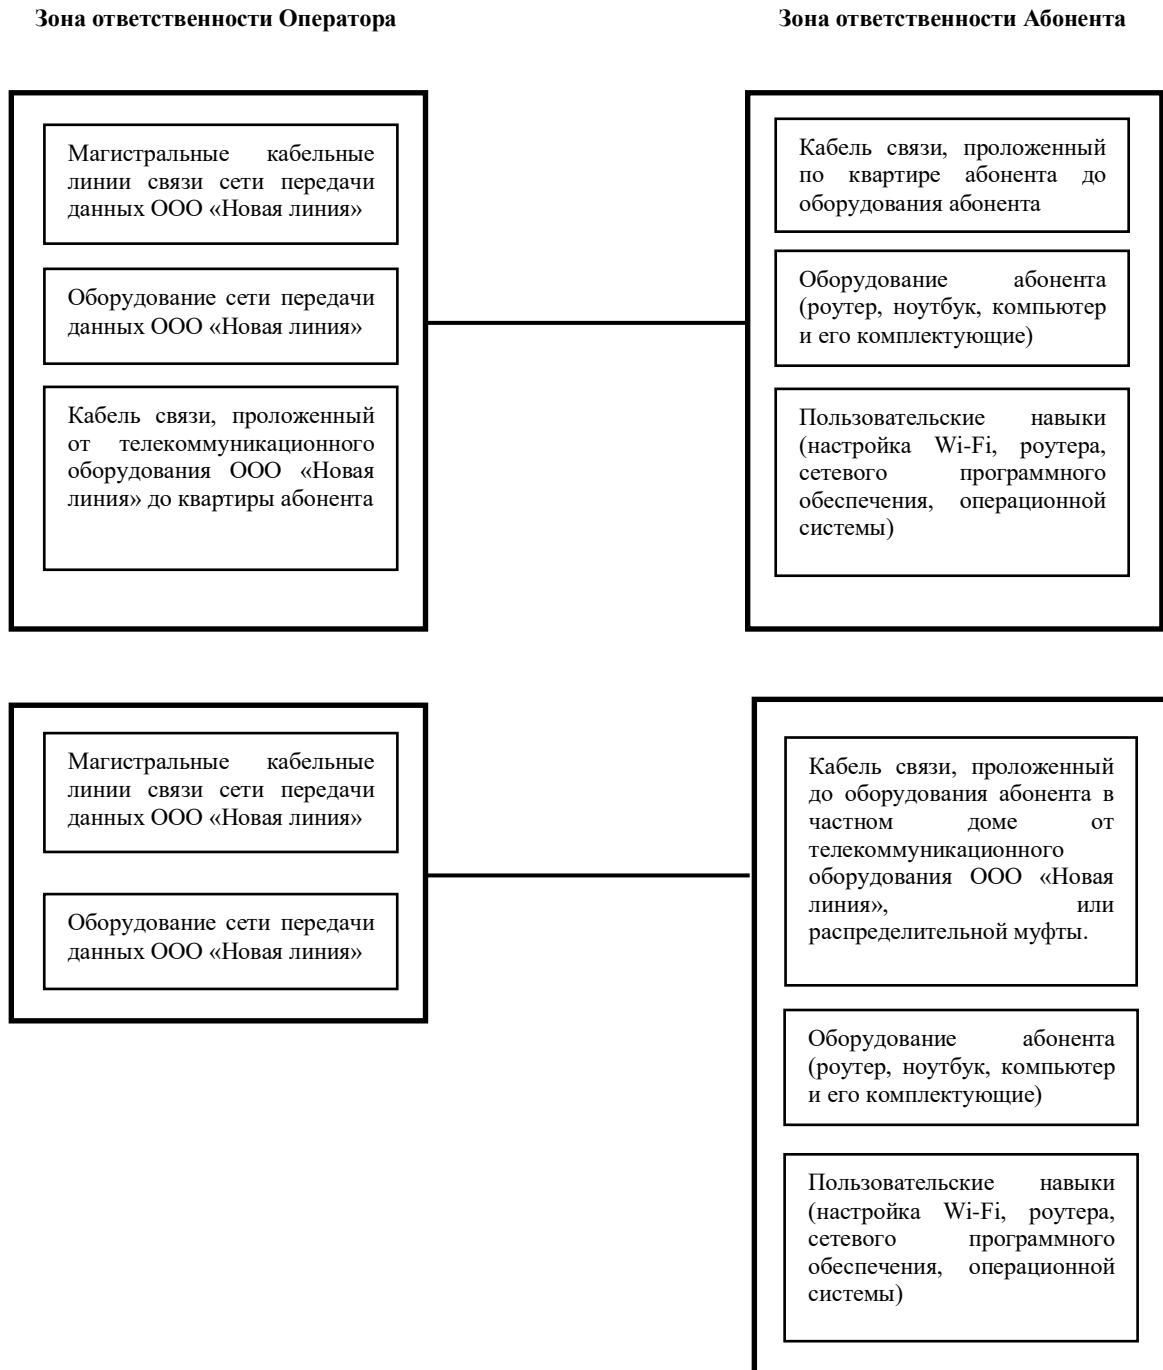 Зона ответственности Оператора
Зона ответственности Абонента
Магистральные кабельные
линии связи сети передачи
данных ООО «Новая линия»
Оборудование сети передачи
данных ООО «Новая линия»
Кабель связи, проложенный
от телекоммуникационного
оборудования ООО «Новая
линия» до квартиры абонента
Кабель связи, проложенный
по квартире абонента до
оборудования абонента
Оборудование абонента
(роутер, ноутбук, компьютер
и его комплектующие)
Пользовательские навыки
(настройка Wi-Fi, роутера,
сетевого программного
обеспечения, операционной
системы)
Магистральные кабельные
линии связи сети передачи
данных ООО «Новая линия»
Оборудование сети передачи
данных ООО «Новая линия»
Кабель связи, проложенный
до оборудования абонента в
частном доме от
телекоммуникационного
оборудования ООО «Новая
линия», или
распределительной муфты.
Оборудование абонента
(роутер, ноутбук, компьютер
и его комплектующие)
Пользовательские навыки
(настройка Wi-Fi, роутера,
сетевого программного
обеспечения, операционной
системы)